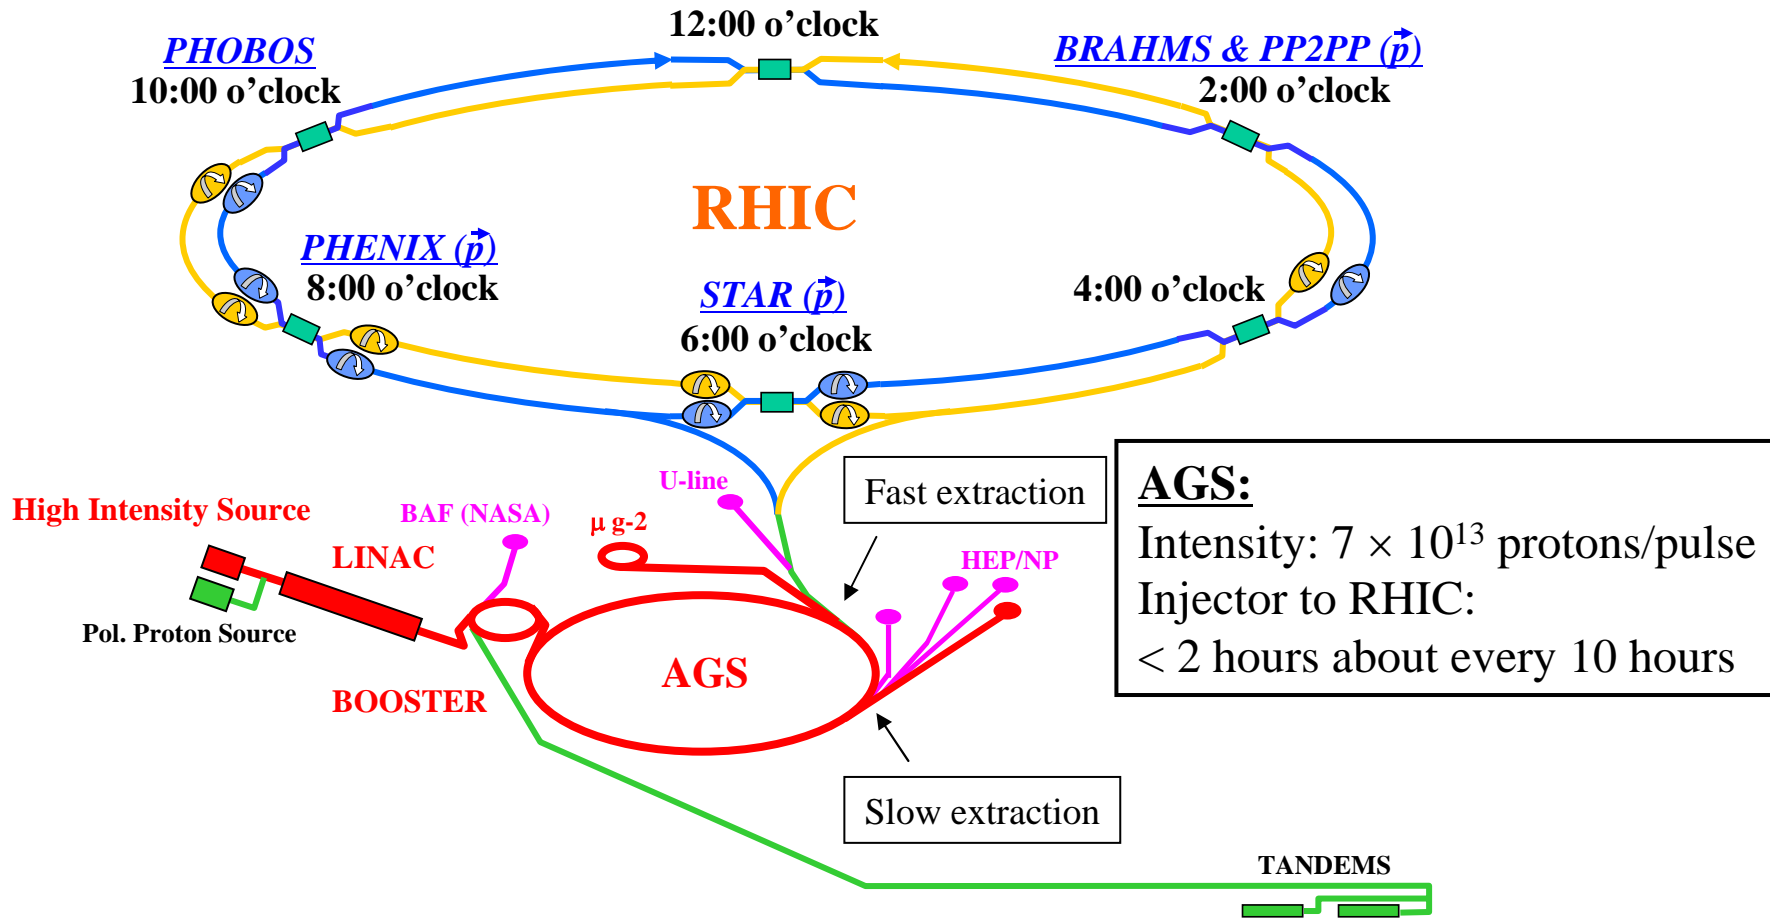 12:00 o’clock
PHOBOS
10:00 o’clock
BRAHMS & PP2PP (p⃗)
2:00 o’clock
RHIC
PHENIX (p⃗)
8:00 o’clock
STAR (p⃗)
6:00 o’clock
4:00 o’clock
High Intensity Source
LINAC
BAF (NASA)
U-line
μ g-2
Fast extraction
HEP/NP
Pol. Proton Source
BOOSTER
AGS
Slow extraction
TANDEMS
AGS:
Intensity: 7 × 10¹³ protons/pulse
Injector to RHIC:
< 2 hours about every 10 hours